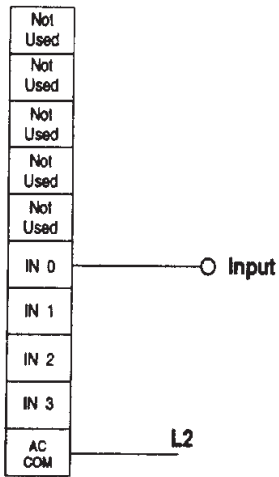 Not
Used
Not
Used
Not
Used
Not
Used
Not
Used
IN 0
Input
IN 1
IN 2
IN 3
AC
COM
L2